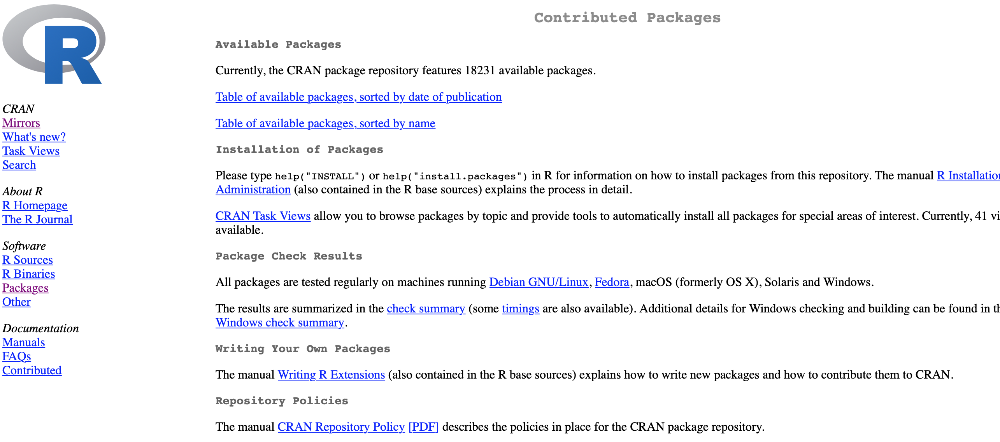 R
CRAN
Mirrors
What's new?
Task Views
Search
About R
R Homepage
The R Journal
Software
R Sources
R Binaries
Packages
Other
Documentation
Manuals
FAQs
Contributed
Contributed Packages
Available Packages
Currently, the CRAN package repository features 18231 available packages.
Table of available packages, sorted by date of publication
Table of available packages, sorted by name
Installation of Packages
Please type help("INSTALL") or help("install.packages") in R for information on how to install packages from this repository. The manual R
Administration (also contained in the R base sources) explains the process in detail.
CRAN Task Views allow you to browse packages by topic and provide tools to automatically install all packages for special areas of interest. Currently, 41
available.
Package Check Results
All packages are tested regularly on machines running Debian GNU/Linux, Fedora, macOS (formerly OS X), Solaris and Windows.
The results are summarized in the check summary (some timings are also available). Additional details for Windows checking and building can be found in
Windows check summary.
Writing Your Own Packages
The manual Writing R Extensions (also contained in the R base sources) explains how to write new packages and how to contribute them to CRAN.
Repository Policies
The manual CRAN Repository Policy [PDF] describes the policies in place for the CRAN package repository.